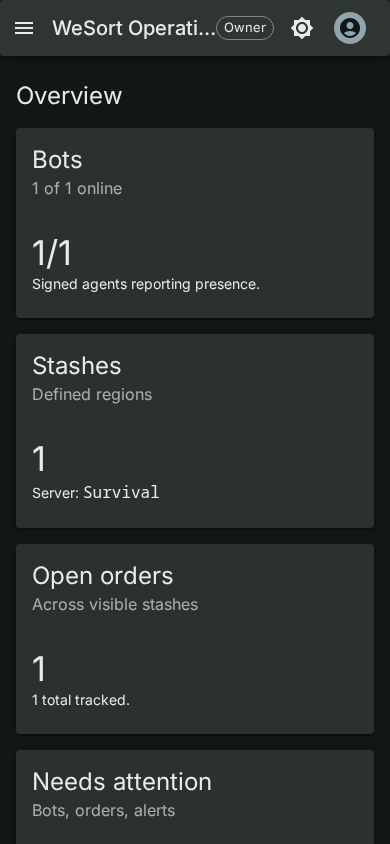 WeSort Operati... Owner
Overview
Bots
1 of 1 online
1/1
Signed agents reporting presence.
Stashes
Defined regions
1
Server: Survival
Open orders
Across visible stashes
1
1 total tracked.
Needs attention
Bots, orders, alerts